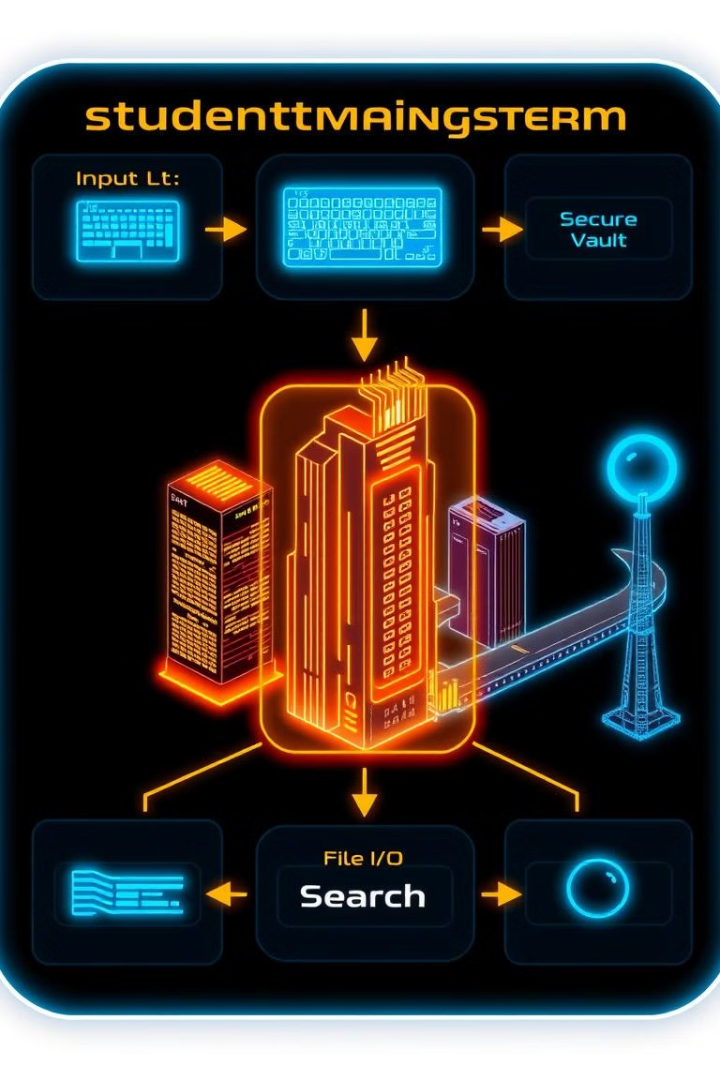 studenttmaingsterm
Input Lt:
Secure
Vault
File I/O
Search